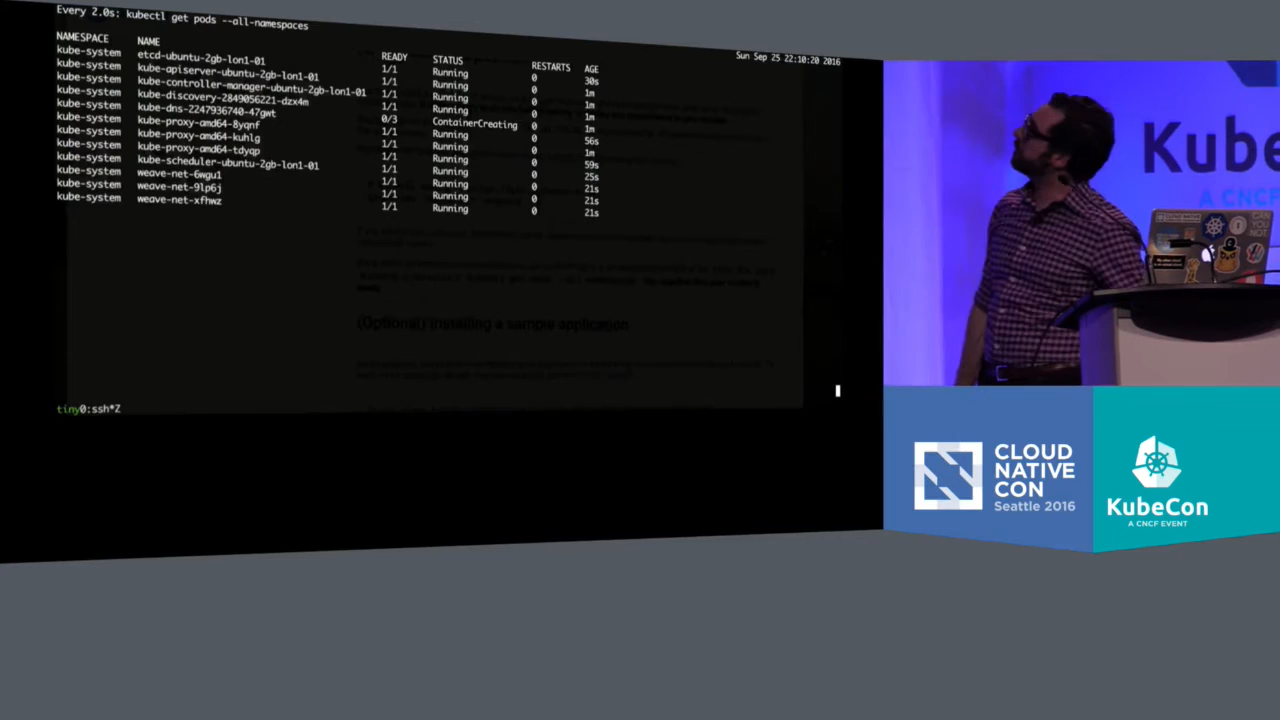 Every 2.0s: kubectl get pods --all-namespaces
Sun Sep 25 22:10:20 2016
NAMESPACE NAME READY STATUS RESTARTS AGE
kube-system etcd-ubuntu-2gb-lon1-01 1/1 Running 0 30s
kube-system kube-apiserver-ubuntu-2gb-lon1-01 1/1 Running 0 1m
kube-system kube-controller-manager-ubuntu-2gb-lon1-01 1/1 Running 0 1m
kube-system kube-discovery-2849056221-dzx4m 1/1 Running 0 1m
kube-system kube-dns-2247936740-47gwt 0/3 ContainerCreating 0 1m
kube-system kube-proxy-amd64-8yqnf 1/1 Running 0 56s
kube-system kube-proxy-amd64-kuhlg 1/1 Running 0 1m
kube-system kube-proxy-amd64-tdyqp 1/1 Running 0 59s
kube-system kube-scheduler-ubuntu-2gb-lon1-01 1/1 Running 0 25s
kube-system weave-net-6wgu1 1/1 Running 0 21s
kube-system weave-net-9lp6j 1/1 Running 0 21s
kube-system weave-net-xfhwz 1/1 Running 0 21s
(Optional) Installing a sample application
tiny0:ssh*Z
Kube
A CNCF
CAN
YOU
NOT
CLOUD
NATIVE
CON
Seattle 2016
KubeCon
A CNCF EVENT